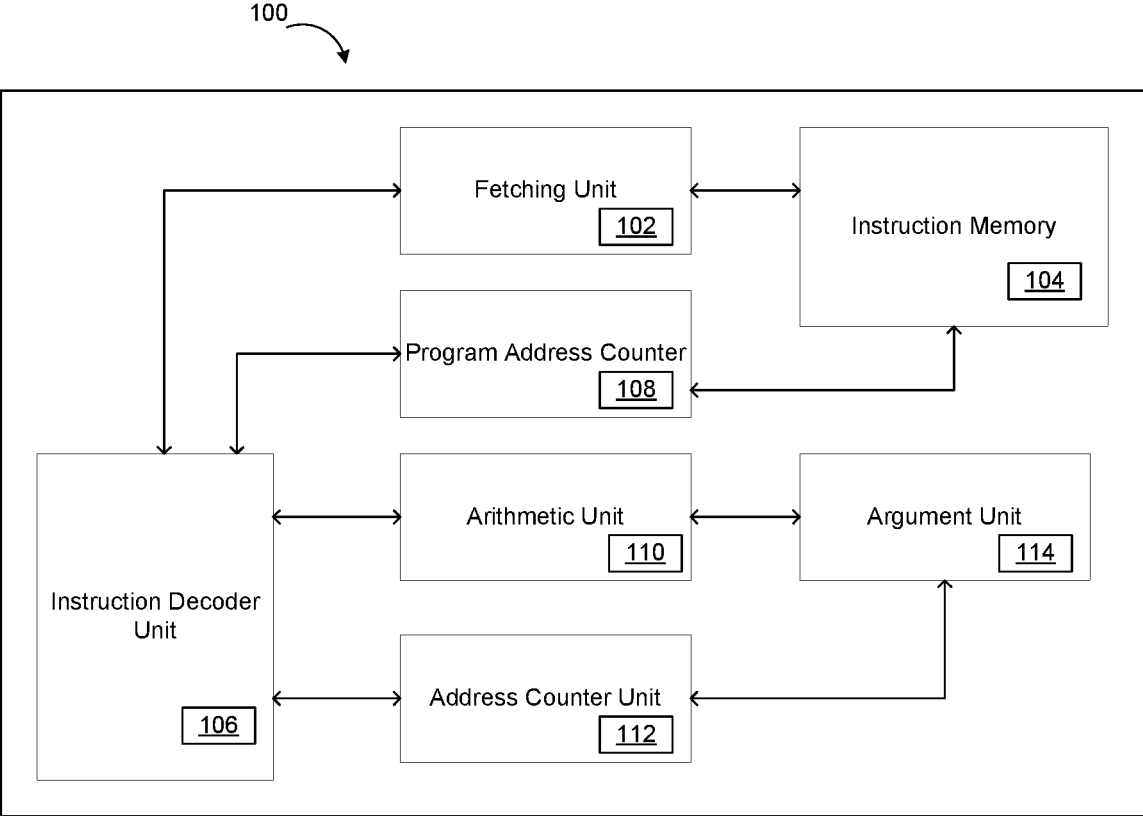 100
Fetching Unit
102
Instruction Memory
104
Program Address Counter
108
Instruction Decoder
Unit
106
Arithmetic Unit
110
Argument Unit
114
Address Counter Unit
112